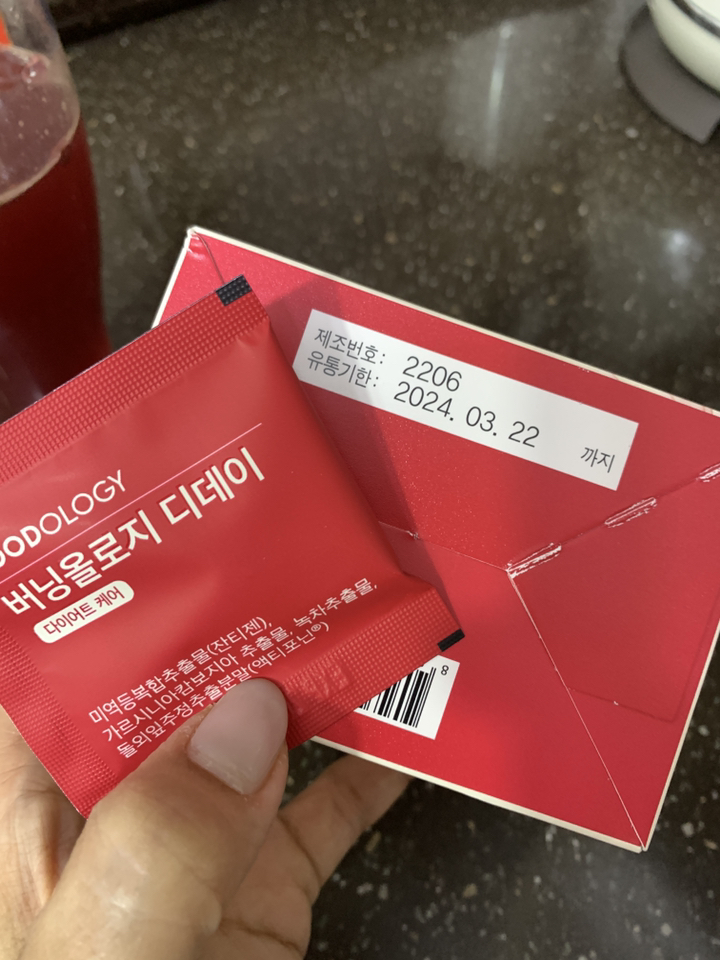 제조번호: 2206
유통기한: 2024. 03. 22 까지
OODOLOGY
버닝올로지 디데이
다이어트 케어
미역등복합추출물(잔티젠),
가르시니아캄보지아 추출물, 녹차추출물,
돌외잎주정추출분말(액티포닌®)
8